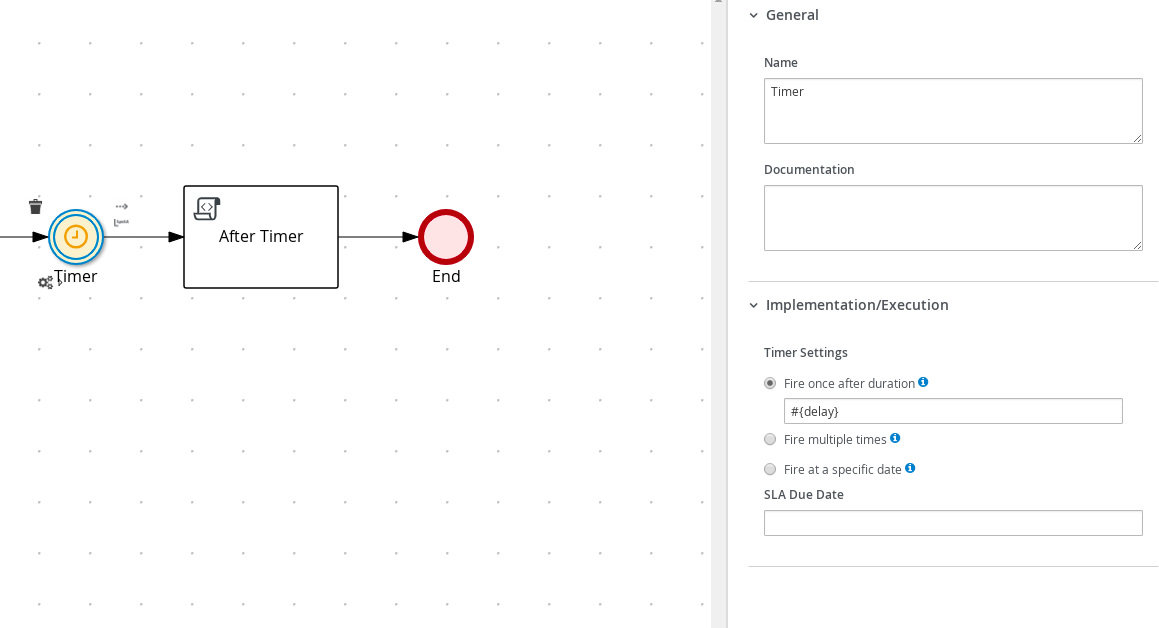 General
Name
Timer
Documentation
After Timer
Timer
End
Implementation/Execution
Timer Settings
Fire once after duration
#{delay}
Fire multiple times
Fire at a specific date
SLA Due Date